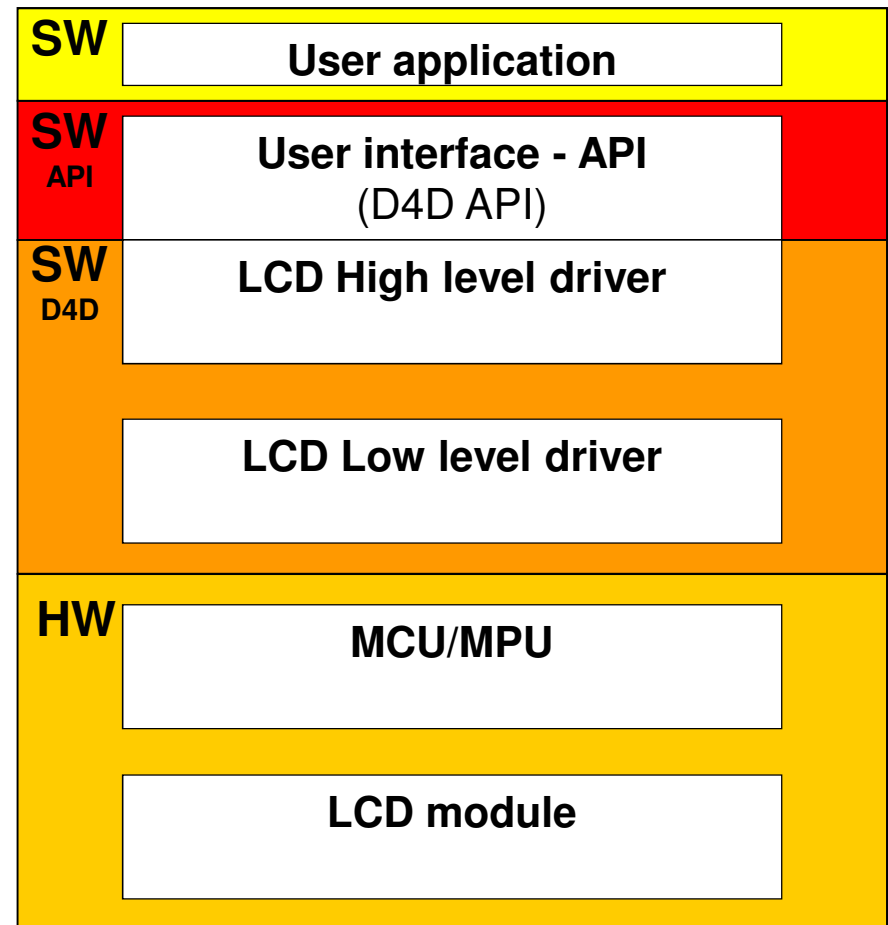 SW
User application
SW
API
User interface - API
(D4D API)
SW
D4D
LCD High level driver
LCD Low level driver
HW
MCU/MPU
LCD module